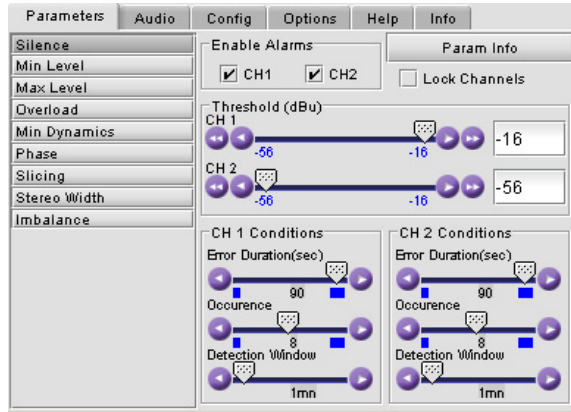 Parameters Audio Config Options Help Info
Silence
Min Level
Max Level
Overload
Min Dynamics
Phase
Slicing
Stereo Width
Imbalance
Enable Alarms
CH1 CH2
Param Info
Lock Channels
Threshold (dBu)
CH 1
-56 -16
-16
CH 2
-56 -16
-56
CH 1 Conditions
Error Duration(sec)
90
Occurence
8
Detection Window
1mn
CH 2 Conditions
Error Duration(sec)
90
Occurence
8
Detection Window
1mn